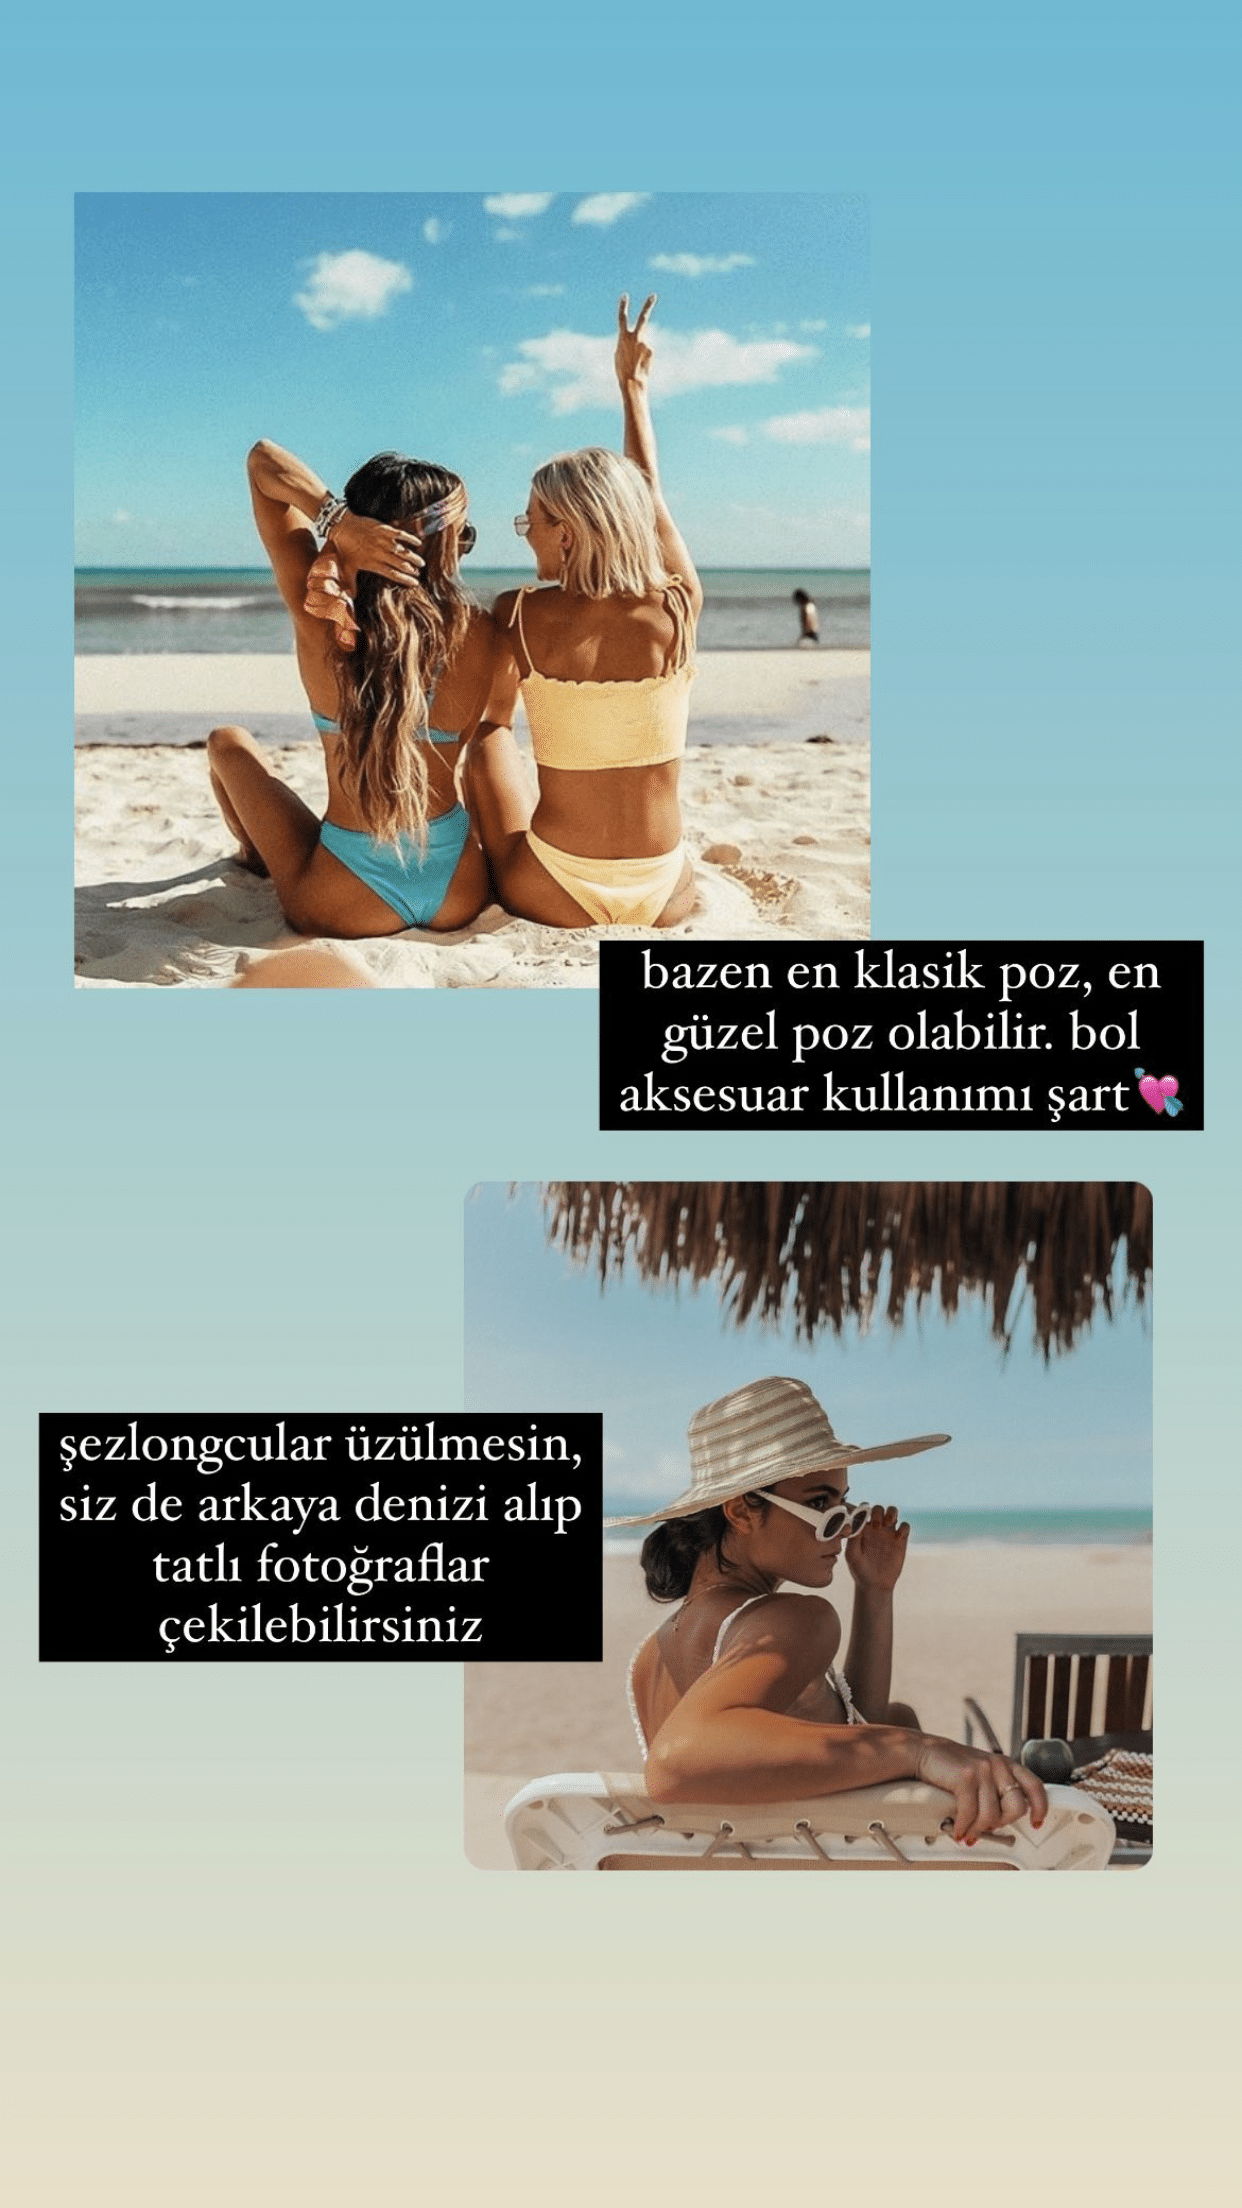 bazen en klasik poz, en
güzel poz olabilir. bol
aksesuar kullanımı şart💘
şezlongcular üzülmesin,
siz de arkaya denizi alıp
tatlı fotoğraflar
çekilebilirsiniz